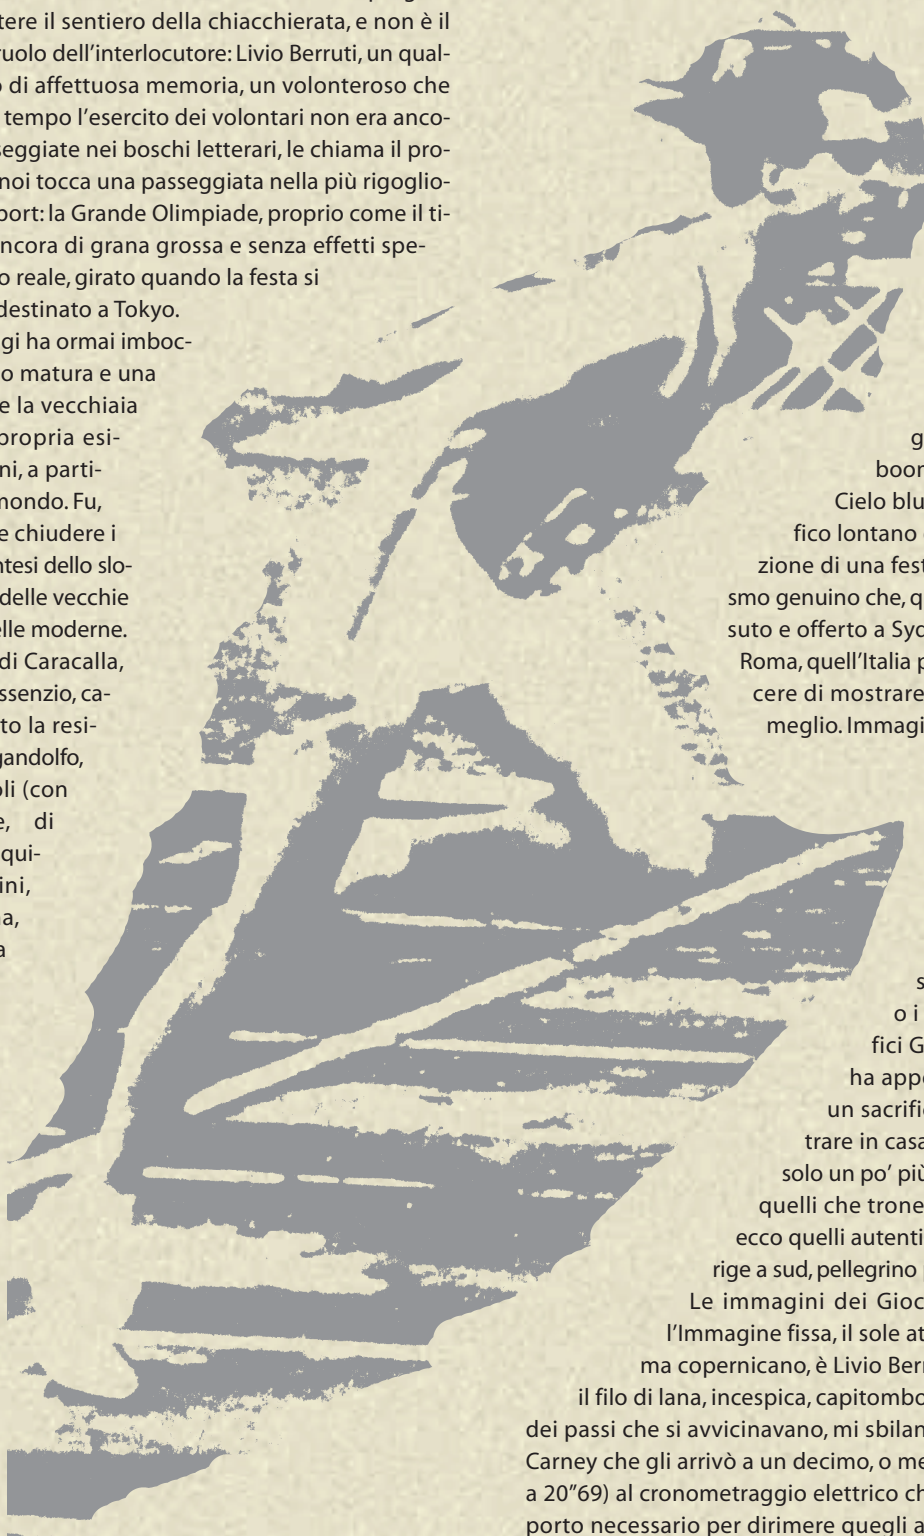 tere il sentiero della chiacchierata, e non è il
ruolo dell’interlocutore: Livio Berruti, un qual-
o di affettuosa memoria, un volonteroso che
tempo l’esercito dei volontari non era anco-
seggiate nei boschi letterari, le chiama il pro-
noi tocca una passeggiata nella più rigoglio-
port: la Grande Olimpiade, proprio come il ti-
ncora di grana grossa e senza effetti spe-
o reale, girato quando la festa si
destinato a Tokyo.
gi ha ormai imboc-
o matura e una
e la vecchiaia
propria esi-
ni, a parti-
mondo. Fu,
e chiudere i
ntesi dello slo-
delle vecchie
elle moderne.
di Caracalla,
ssenzio, ca-
to la resi-
gandolfo,
oli (con
e, di
qui-
ini,
na,
a
g
boom
Cielo blu
fico lontano
zione di una fest
smo genuino che, q
suto e offerto a Syd
Roma, quell’Italia p
cere di mostrare
meglio. Immagi
s
o i
fici G
ha appe
un sacrifi
trare in casa
solo un po’ più
quelli che trone
ecco quelli autenti
rige a sud, pellegrino
Le immagini dei Gioc
l’Immagine fissa, il sole at
ma copernicano, è Livio Berr
il filo di lana, incespica, capitombo
dei passi che si avvicinavano, mi sbilan
Carney che gli arrivò a un decimo, o me
a 20”69) al cronometraggio elettrico ch
porto necessario per dirimere quegli a